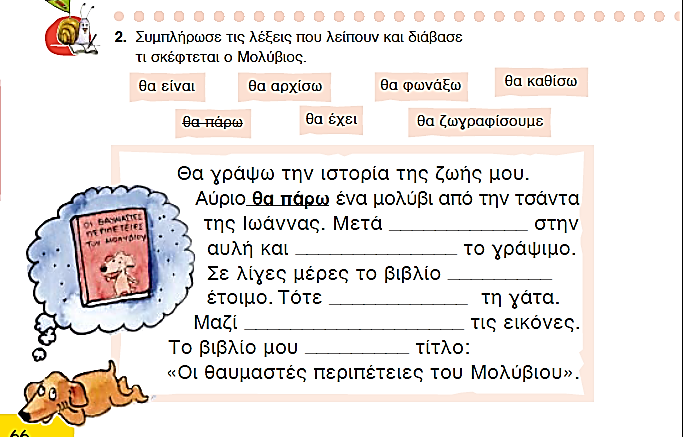 2. Συμπλήρωσε τις λέξεις που λείπουν και διάβασε
τι σκέφτεται ο Μολύβιος.
θα είναι θα αρχίσω θα φωνάξω θα καθίσω
θα πάρω θα έχει θα ζωγραφίσουμε
Θα γράψω την ιστορία της ζωής μου.
Αύριο θα πάρω ένα μολύβι από την τσάντα
της Ιωάννας. Μετά ____________ στην
αυλή και ______________ το γράψιμο.
Σε λίγες μέρες το βιβλίο _________
έτοιμο. Τότε ____________ τη γάτα.
Μαζί ___________________ τις εικόνες.
Το βιβλίο μου _________ τίτλο:
«Οι θαυμαστές περιπέτειες του Μολύβιου».
ΟΙ ΘΑΥΜΑΣΤΕΣ
ΠΕΡΙΠΕΤΕΙΕΣ
ΤΟΥ ΜΟΛΥΒΙΟΥ
66